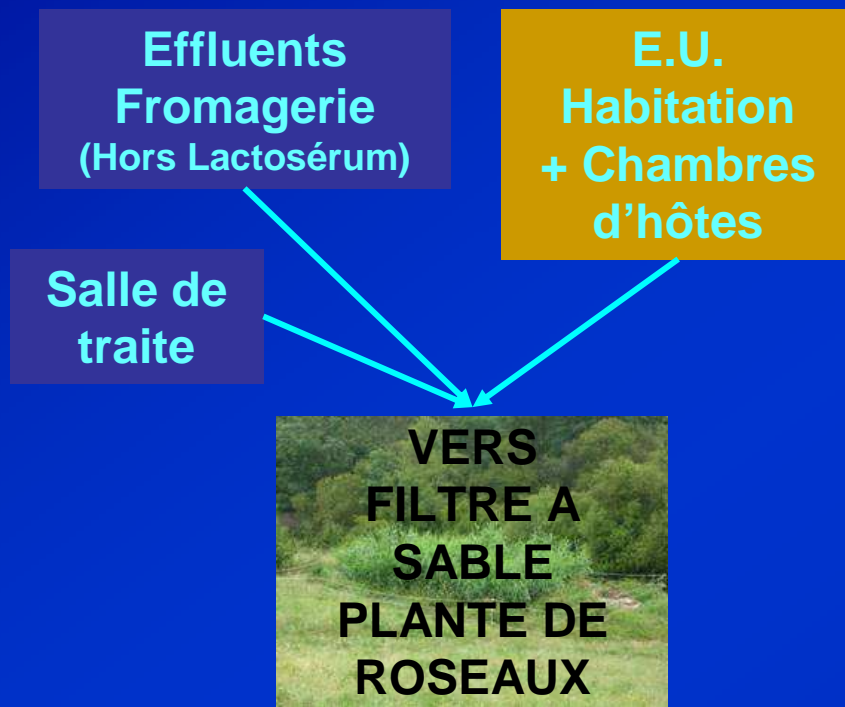 Effluents
Fromagerie
(Hors Lactosérum)
E.U.
Habitation
+ Chambres
d’hôtes
Salle de
traite
VERS
FILTRE A
SABLE
PLANTE DE
ROSEAUX